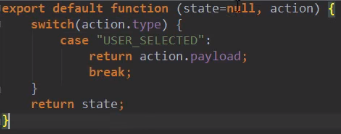 export default function (state=null, action) {
    switch(action.type) {
        case "USER_SELECTED":
            return action.payload;
            break;
    }
    return state;
}